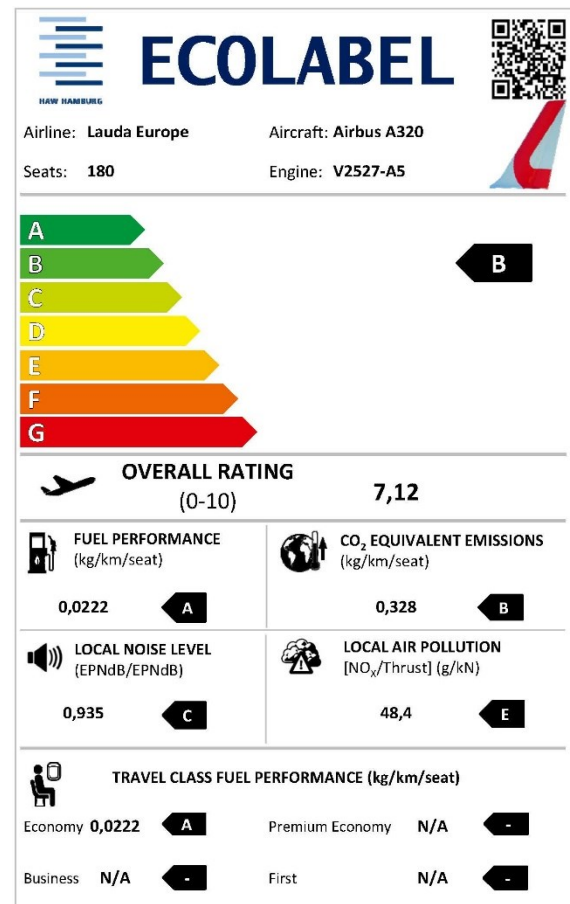 HAW HAMBURG
ECOLABEL
Airline: Lauda Europe Aircraft: Airbus A320
Seats: 180 Engine: V2527-A5
A
B B
C
D
E
F
G
OVERALL RATING
(0-10) 7,12
FUEL PERFORMANCE
(kg/km/seat)
0,0222 A
CO₂ EQUIVALENT EMISSIONS
(kg/km/seat)
0,328 B
LOCAL NOISE LEVEL
(EPNdB/EPNdB)
0,935 C
LOCAL AIR POLLUTION
[NOₓ/Thrust] (g/kN)
48,4 E
TRAVEL CLASS FUEL PERFORMANCE (kg/km/seat)
Economy 0,0222 A Premium Economy N/A -
Business N/A - First N/A -